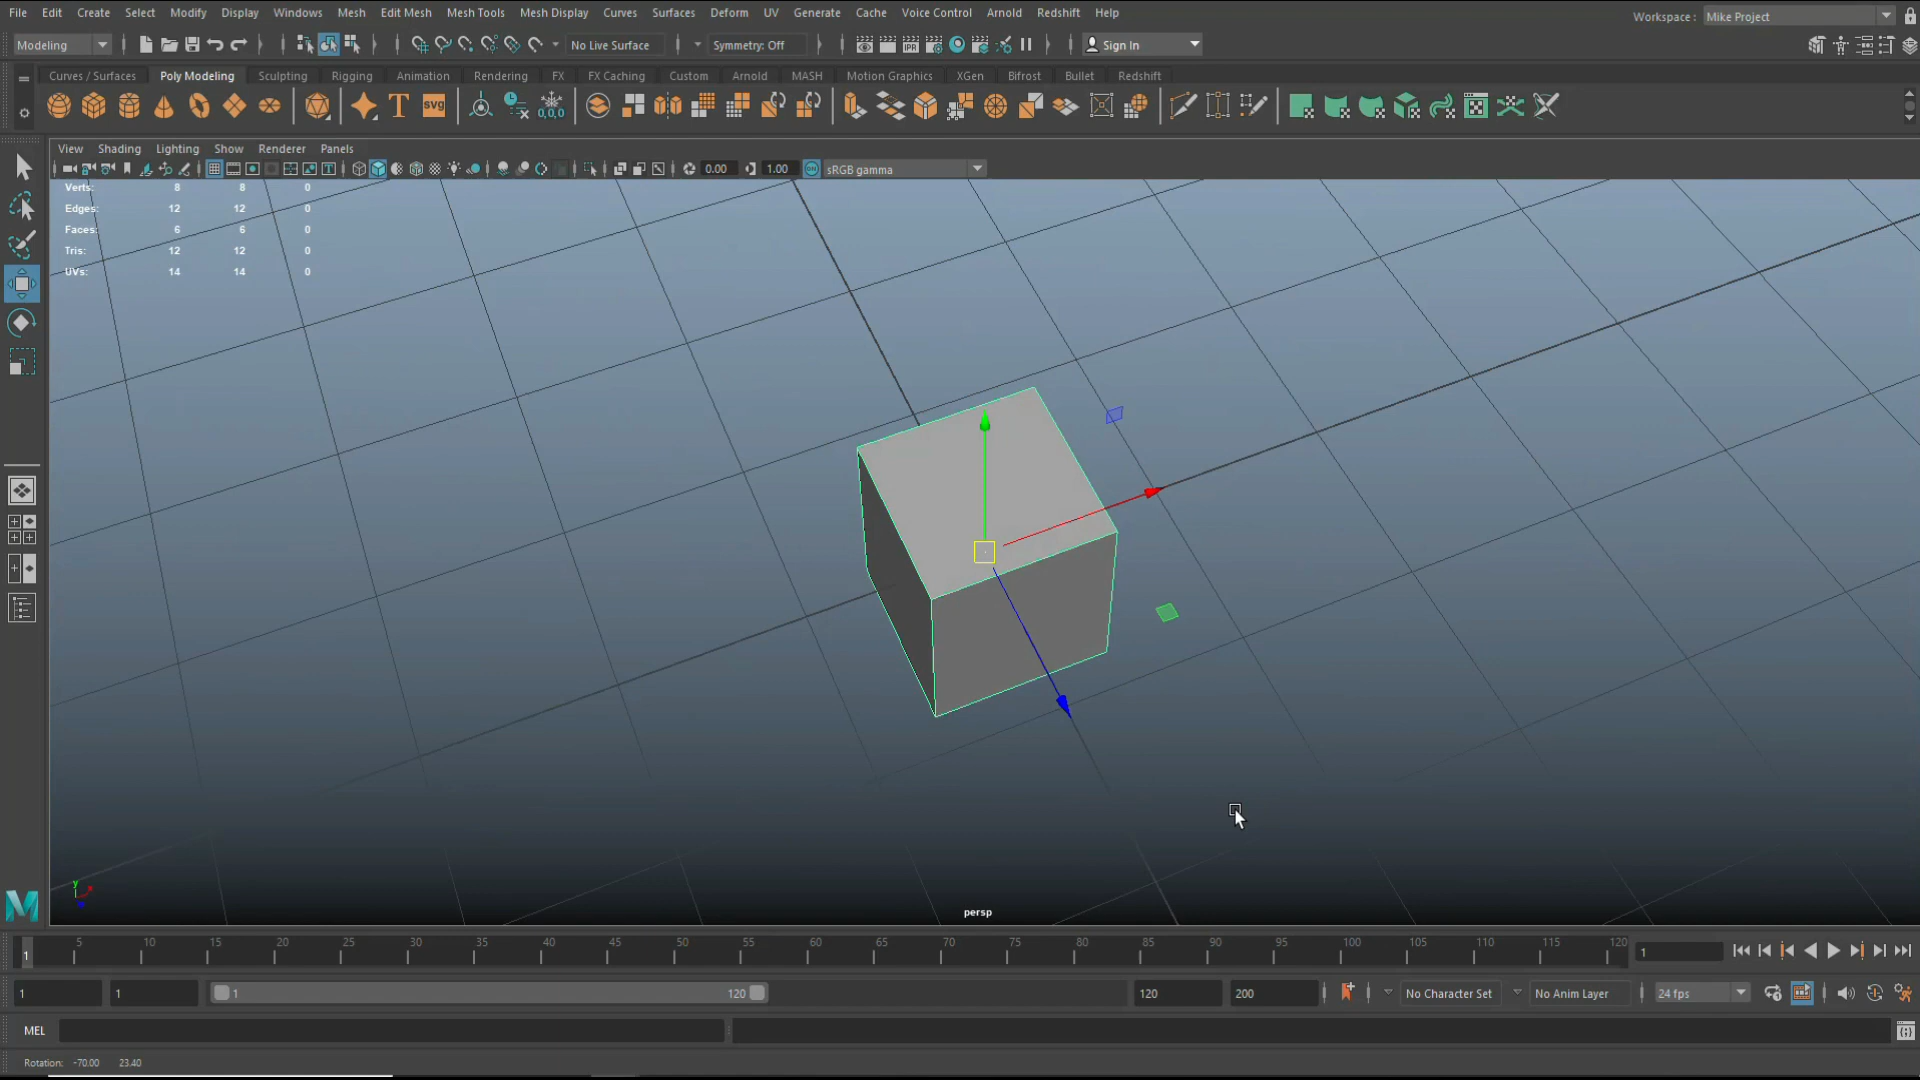 File Edit Create Select Modify Display Windows Mesh Edit Mesh Mesh Tools Mesh Display Curves Surfaces Deform UV Generate Cache Voice Control Arnold Redshift Help
Workspace : Mike Project
Modeling No Live Surface Symmetry: Off IPR Sign In
Curves / Surfaces Poly Modeling Sculpting Rigging Animation Rendering FX FX Caching Custom Arnold MASH Motion Graphics XGen Bifrost Bullet Redshift
T svg 0,0,0
View Shading Lighting Show Renderer Panels
0.00 1.00 sRGB gamma
Verts: 8 8 0
Edges: 12 12 0
Faces: 6 6 0
Tris: 12 12 0
UVs: 14 14 0
y
M
persp
5 10 15 20 25 30 35 40 45 50 55 60 65 70 75 80 85 90 95 100 105 110 115 120
1
1
1 1 1 120 120 200 No Character Set No Anim Layer 24 fps
MEL
Rotation: -70.00 23.40